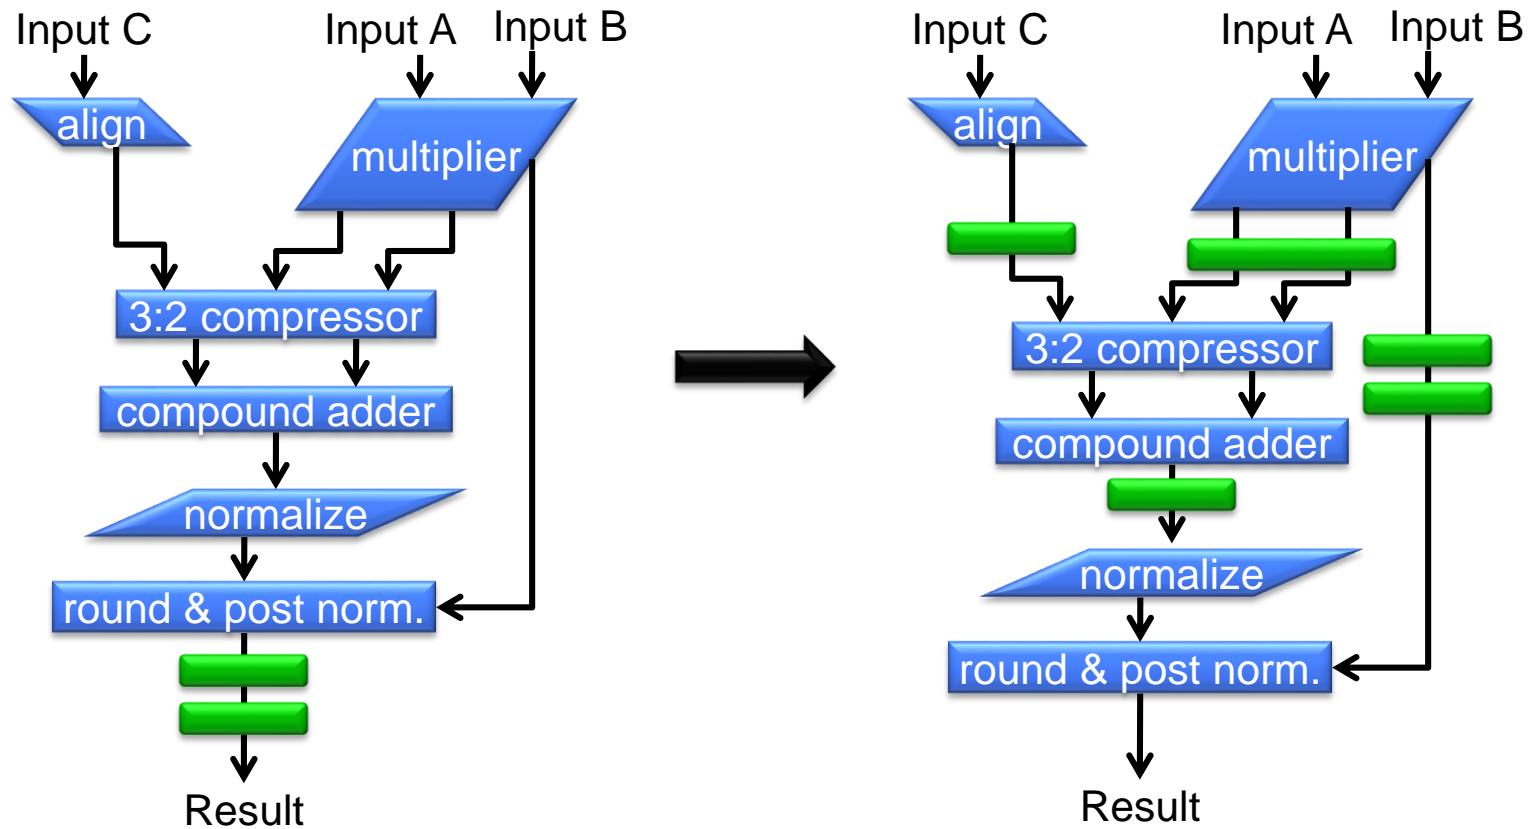 Input C
Input A
Input B
align
multiplier
3:2 compressor
compound adder
normalize
round & post norm.
Result
Input C
Input A
Input B
align
multiplier
3:2 compressor
compound adder
normalize
round & post norm.
Result